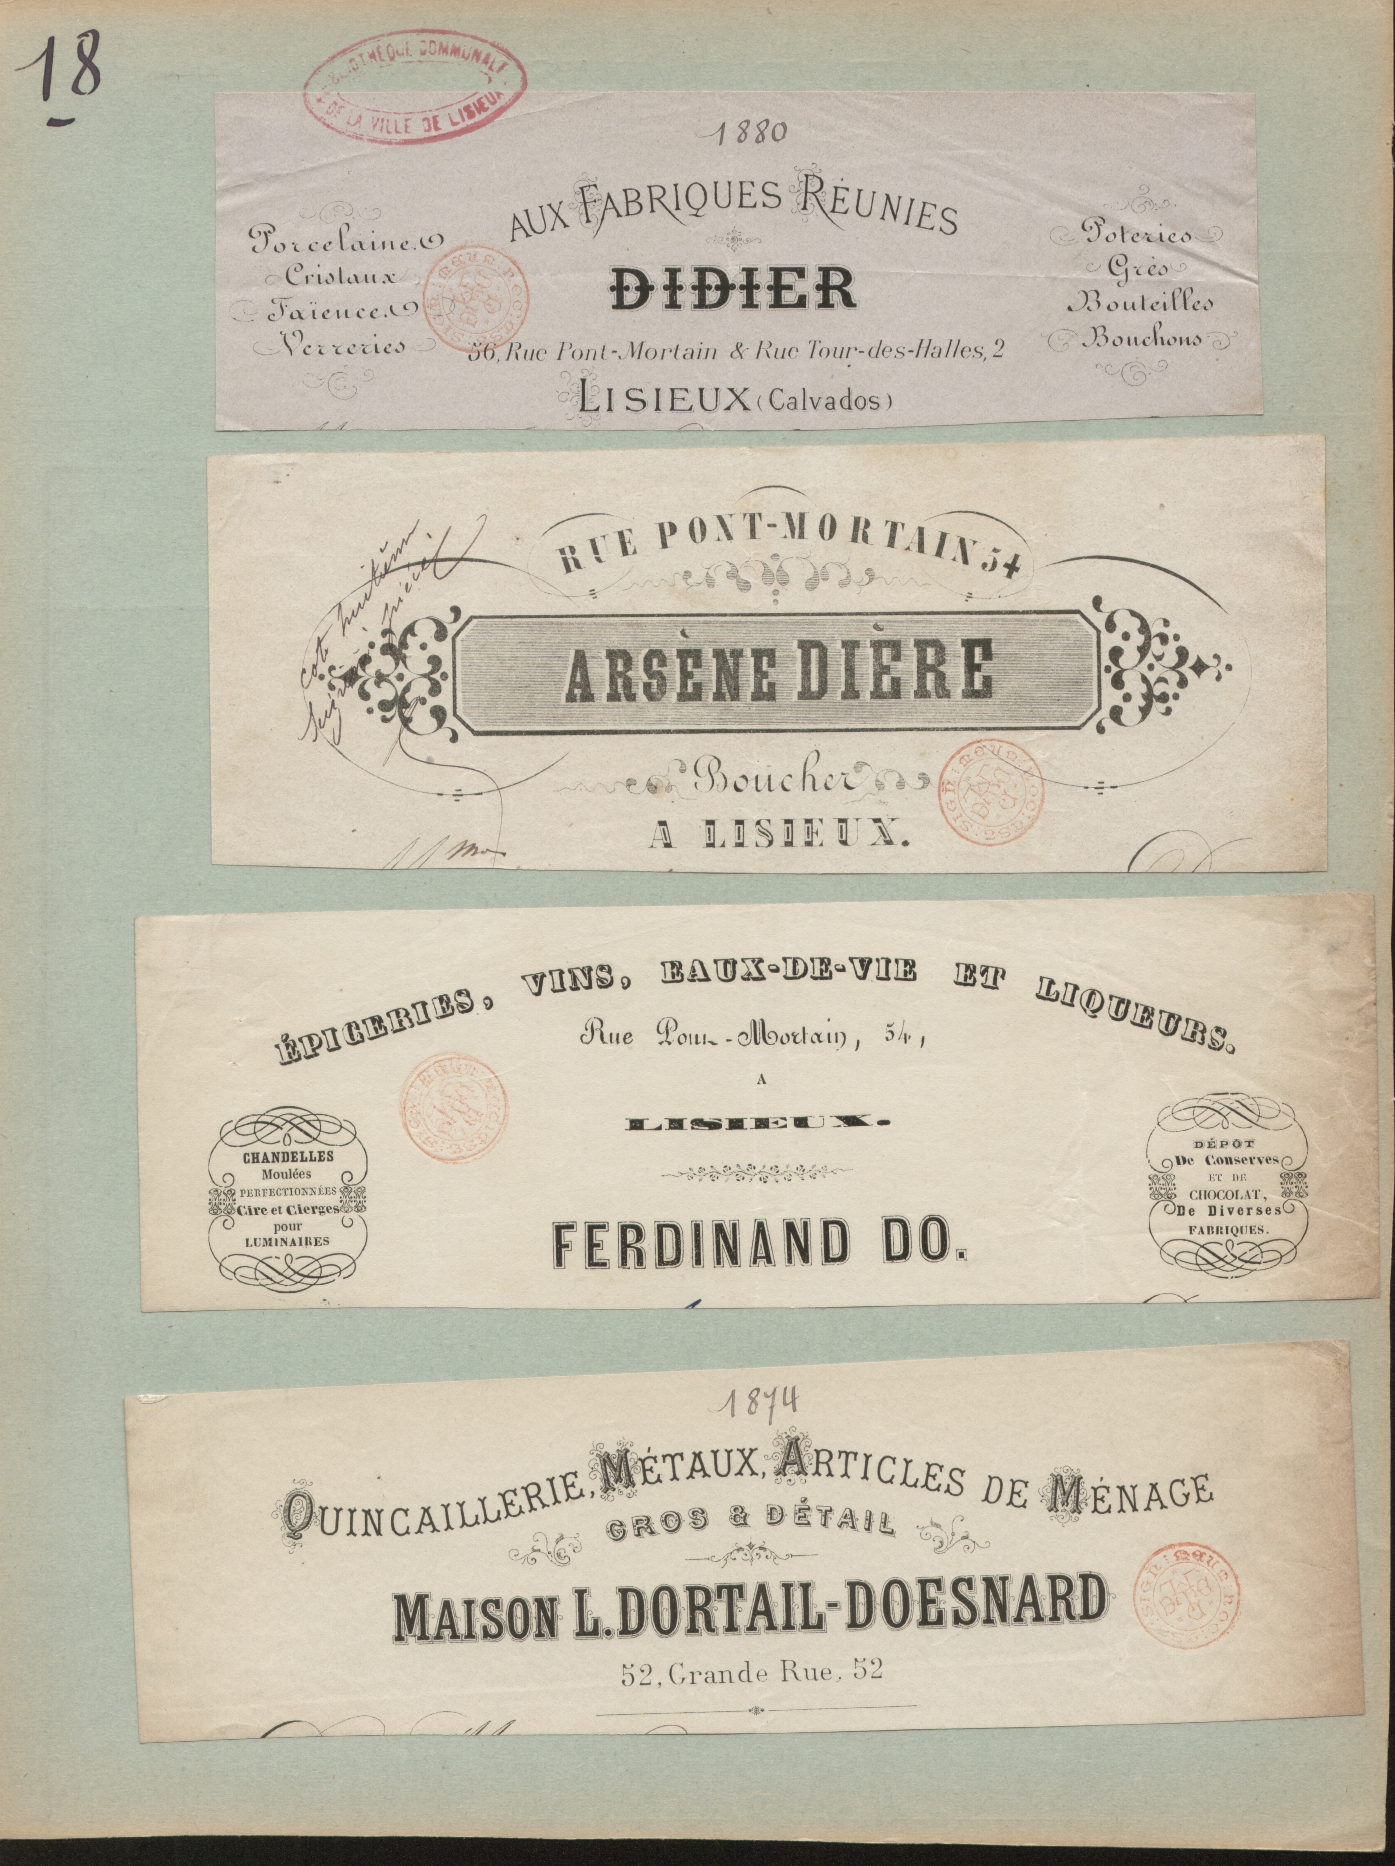 18
BIBLIOTHÈQUE COMMUNALE
DE LA VILLE DE LISIEUX
1880
AUX FABRIQUES RÉUNIES
Porcelaine
Cristaux
Faïence
Verreries
DIDIER
Poteries
Grès
Bouteilles
Bouchons
56, Rue Pont-Mortain & Rue Tour-des-Halles, 2
LISIEUX (Calvados)
RUE PONT-MORTAIN 54
ARSÈNE DIÈRE
Boucher
A LISIEUX.
ÉPICERIES, VINS, EAUX-DE-VIE ET LIQUEURS.
Rue Pont-Mortain, 54,
A
LISIEUX.
CHANDELLES
Moulées
PERFECTIONNÉES
Cire et Cierges
pour
LUMINAIRES
FERDINAND DO.
DÉPÔT
De Conserves
ET DE
CHOCOLAT,
De Diverses
FABRIQUES.
1874
QUINCAILLERIE, MÉTAUX, ARTICLES DE MÉNAGE
GROS & DÉTAIL
MAISON L. DORTAIL-DOESNARD
52, Grande Rue, 52